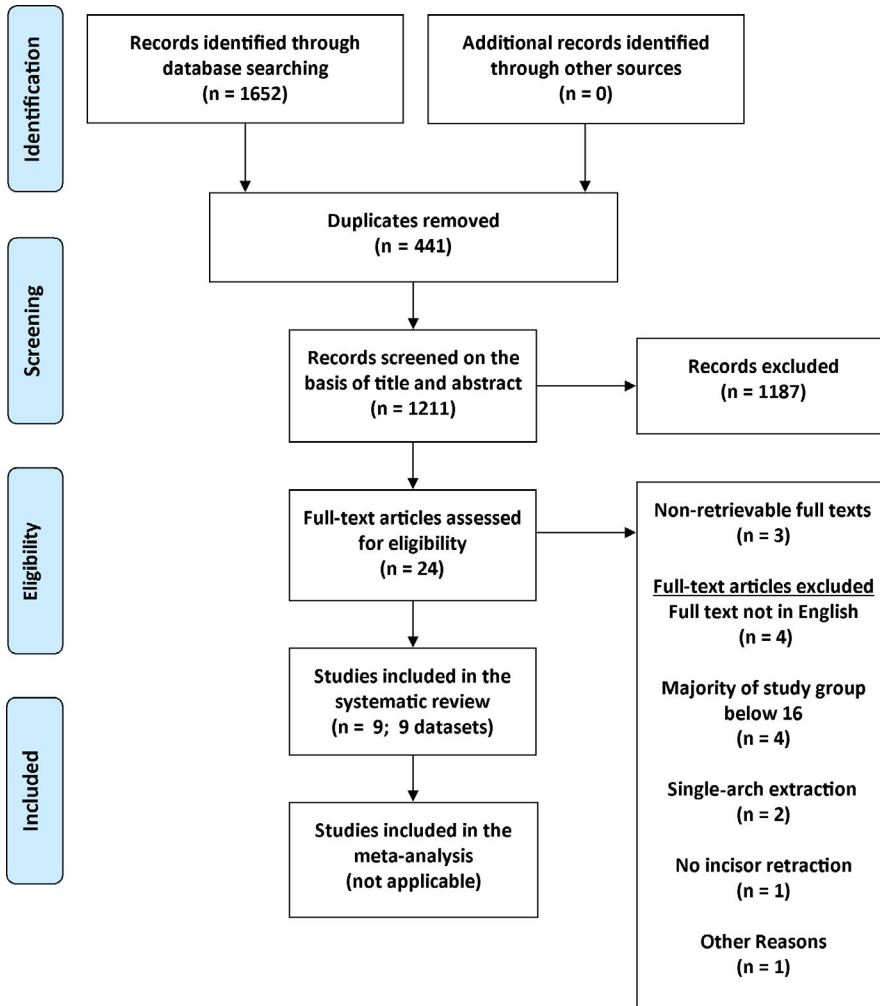 Identification
Records identified through
database searching
(n = 1652)
Additional records identified
through other sources
(n = 0)
Duplicates removed
(n = 441)
Screening
Records screened on the
basis of title and abstract
(n = 1211)
Records excluded
(n = 1187)
Eligibility
Full-text articles assessed
for eligibility
(n = 24)
Non-retrievable full texts
(n = 3)
Full-text articles excluded
Full text not in English
(n = 4)
Majority of study group
below 16
(n = 4)
Single-arch extraction
(n = 2)
No incisor retraction
(n = 1)
Other Reasons
(n = 1)
Included
Studies included in the
systematic review
(n = 9; 9 datasets)
Studies included in the
meta-analysis
(not applicable)